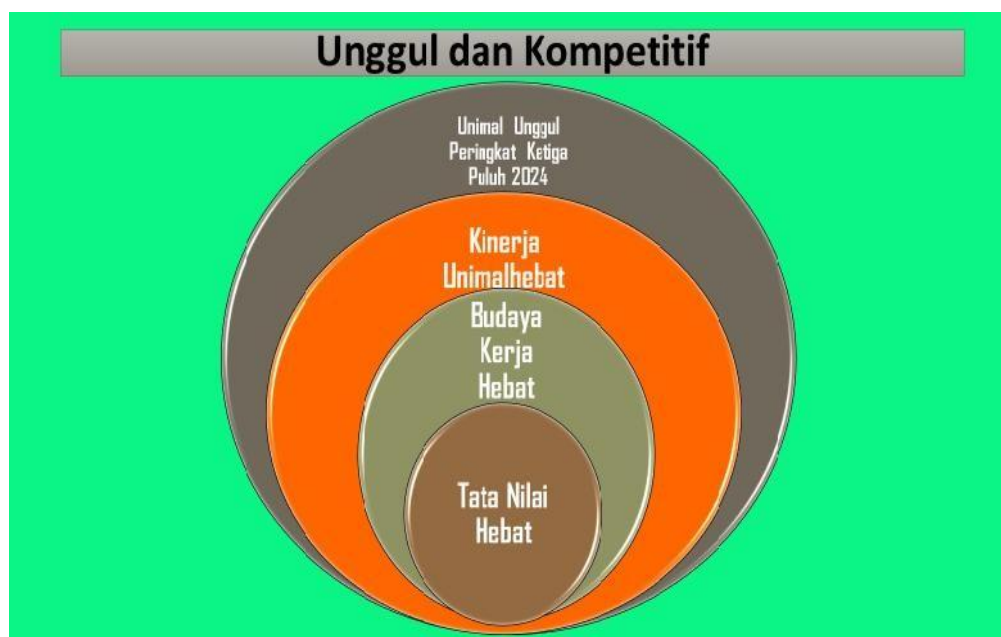 Unggul dan Kompetitif
Unimal Unggul
Peringkat Ketiga
Puluh 2024
Kinerja
Unimalhebat
Budaya
Kerja
Hebat
Tata Nilai
Hebat